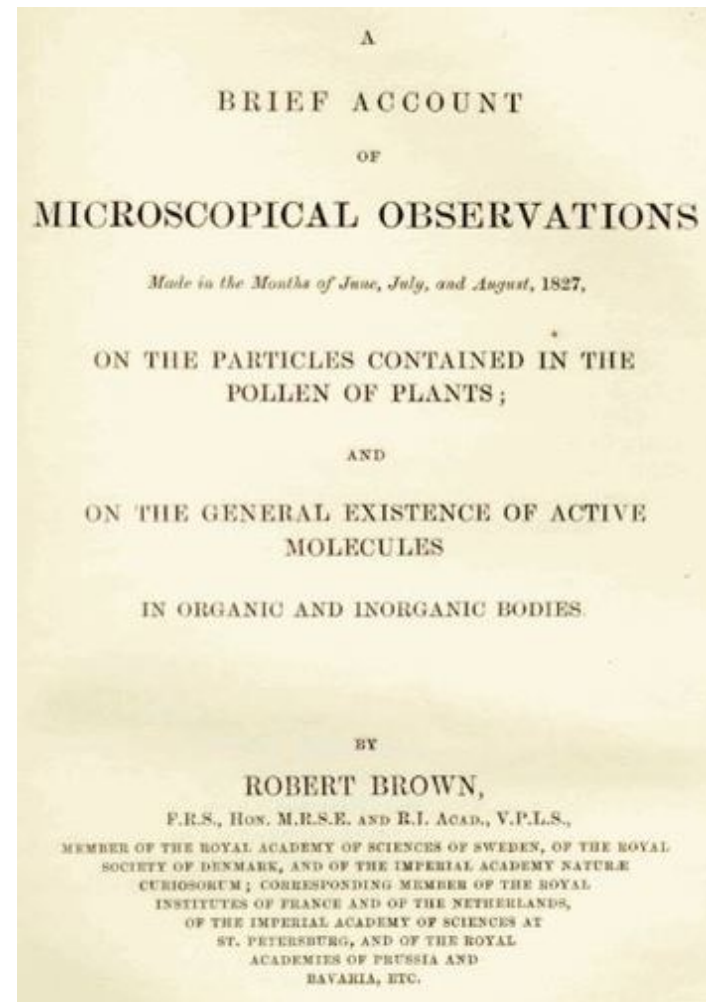 A
BRIEF ACCOUNT
OF
MICROSCOPICAL OBSERVATIONS
Made in the Months of June, July, and August, 1827,
ON THE PARTICLES CONTAINED IN THE
POLLEN OF PLANTS;
AND
ON THE GENERAL EXISTENCE OF ACTIVE
MOLECULES
IN ORGANIC AND INORGANIC BODIES.
BY
ROBERT BROWN,
F.R.S., Hon. M.R.S.E. and R.I. Acad., V.P.L.S.,
MEMBER OF THE ROYAL ACADEMY OF SCIENCES OF SWEDEN, OF THE ROYAL
SOCIETY OF DENMARK, AND OF THE IMPERIAL ACADEMY NATURÆ
CURIOSORUM; CORRESPONDING MEMBER OF THE ROYAL
INSTITUTES OF FRANCE AND OF THE NETHERLANDS,
OF THE IMPERIAL ACADEMY OF SCIENCES AT
ST. PETERSBURG, AND OF THE ROYAL
ACADEMIES OF PRUSSIA AND
BAVARIA, ETC.